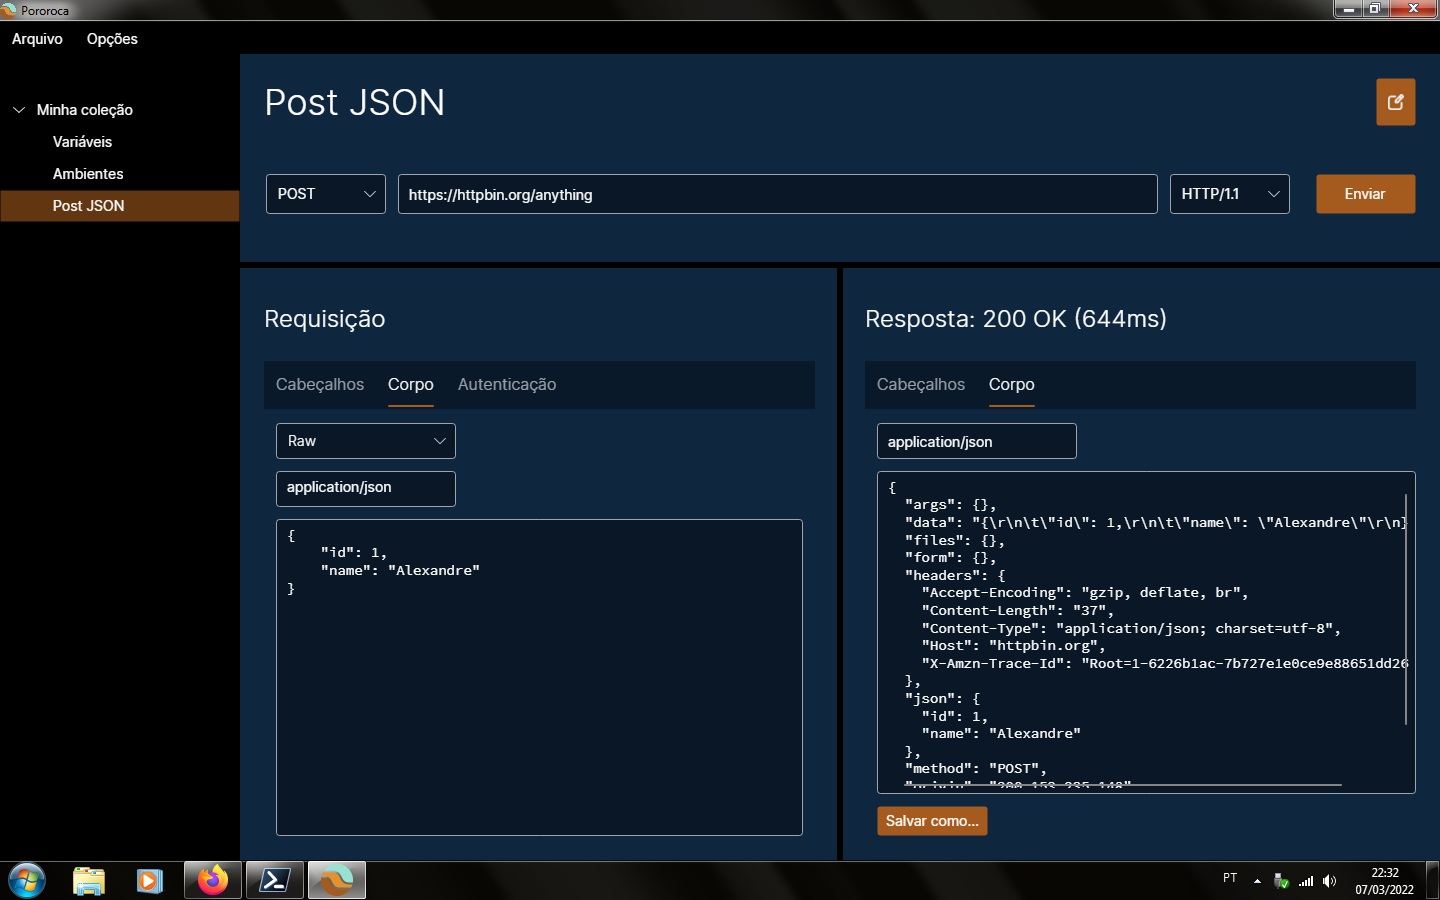 Pororoca
Arquivo Opções
Minha coleção
Variáveis
Ambientes
Post JSON
Post JSON
POST https://httpbin.org/anything HTTP/1.1 Enviar
Requisição
Cabeçalhos Corpo Autenticação
Raw
application/json
{
    "id": 1,
    "name": "Alexandre"
}
Resposta: 200 OK (644ms)
Cabeçalhos Corpo
application/json
{
  "args": {},
  "data": "{\r\n\t\"id\": 1,\r\n\t\"name\": \"Alexandre\"\r\n}
  "files": {},
  "form": {},
  "headers": {
    "Accept-Encoding": "gzip, deflate, br",
    "Content-Length": "37",
    "Content-Type": "application/json; charset=utf-8",
    "Host": "httpbin.org",
    "X-Amzn-Trace-Id": "Root=1-6226b1ac-7b727e1e0ce9e88651dd26
  },
  "json": {
    "id": 1,
    "name": "Alexandre"
  },
  "method": "POST",
Salvar como...
PT
22:32
07/03/2022